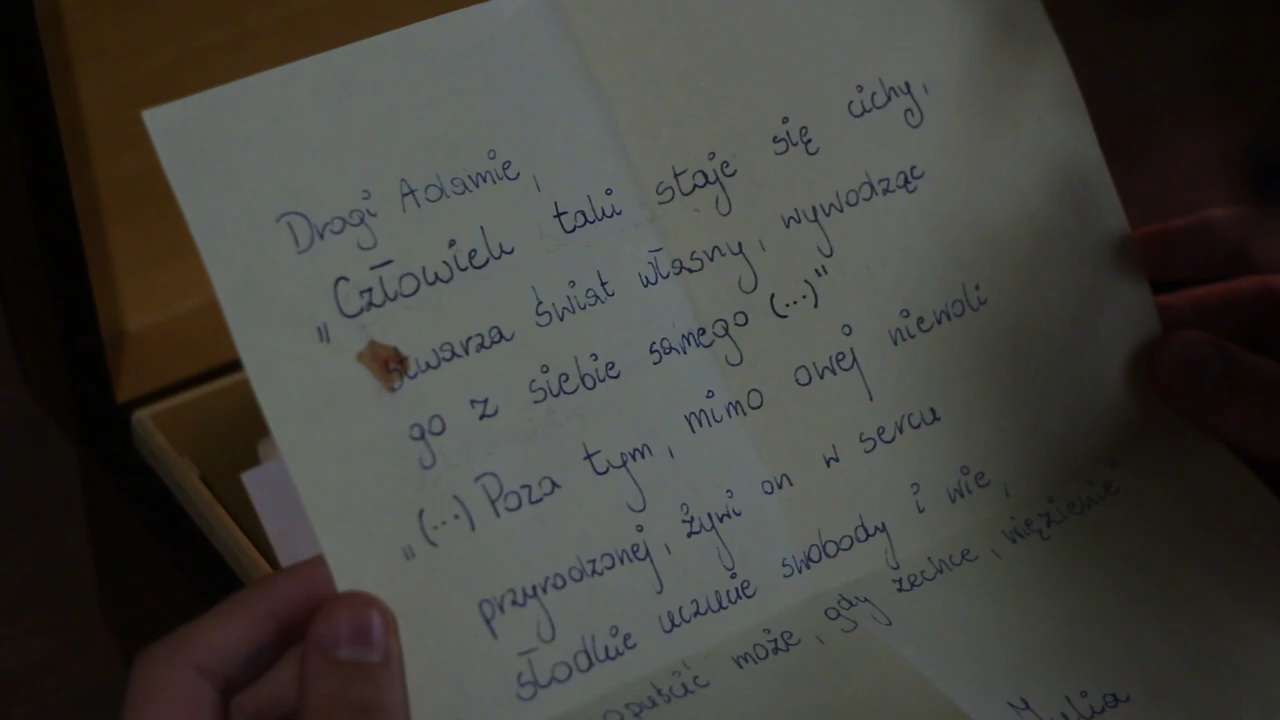 Drogi Adamie,
„Człowiek taki staje się cichy,
stwarza świat własny, wywodząc
go z siebie samego (...)"
„(...) Poza tym, mimo owej niewoli
przyrodzonej, żywi on w sercu
słodkie uczucie swobody i wie,
opuścić może, gdy zechce, więzienie"
Julia